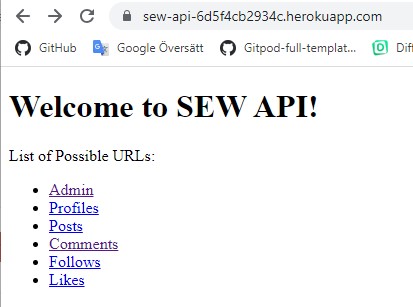 sew-api-6d5f4cb2934c.herokuapp.com
GitHub Google Översätt Gitpod-full-templat...
Welcome to SEW API!
List of Possible URLs:
Admin
Profiles
Posts
Comments
Follows
Likes